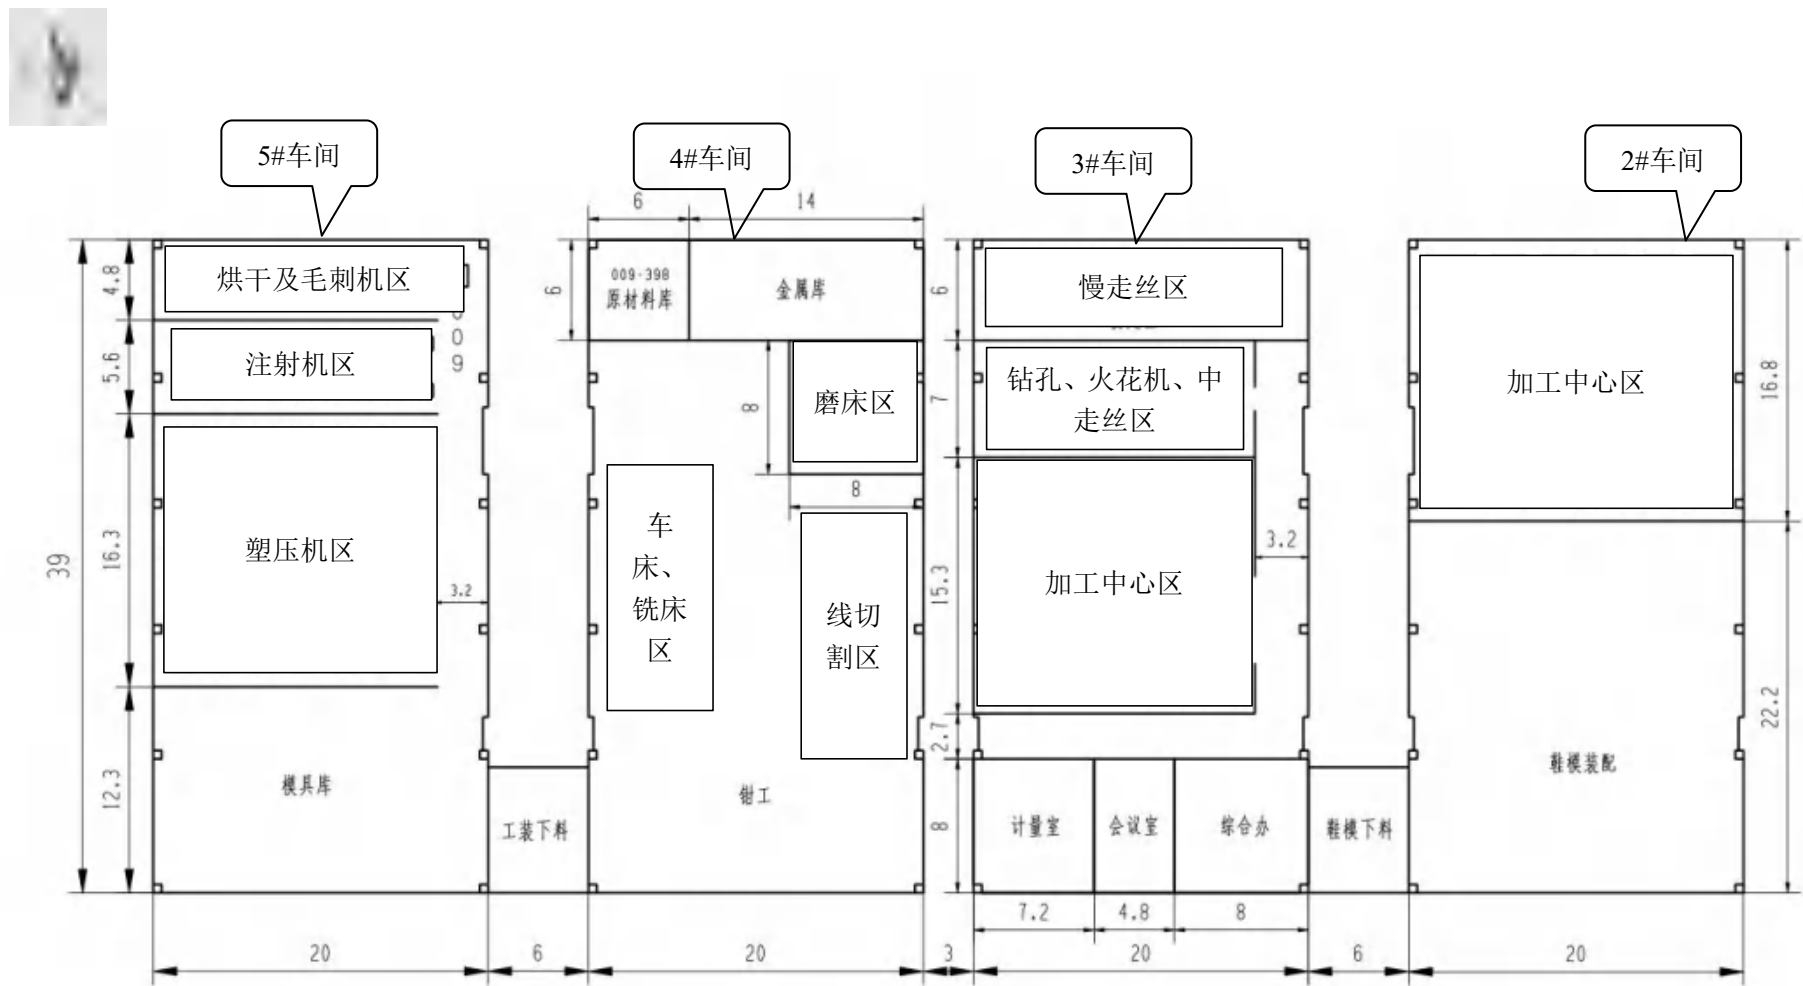 5#车间
4#车间
3#车间
2#车间
6
14
39
4.8
5.6
16.3
12.3
烘干及毛刺机区
09
注射机区
塑压机区
3.2
模具库
工装下料
6
009-398
原材料库
金属库
8
磨床区
8
车
床、
铣床
区
线切
割区
钳工
6
7
15.3
2.7
8
慢走丝区
钻孔、火花机、中
走丝区
加工中心区
3.2
计量室
会议室
综合办
鞋模下料
加工中心区
鞋模装配
16.8
22.2
7.2
4.8
8
20
6
20
3
20
6
20